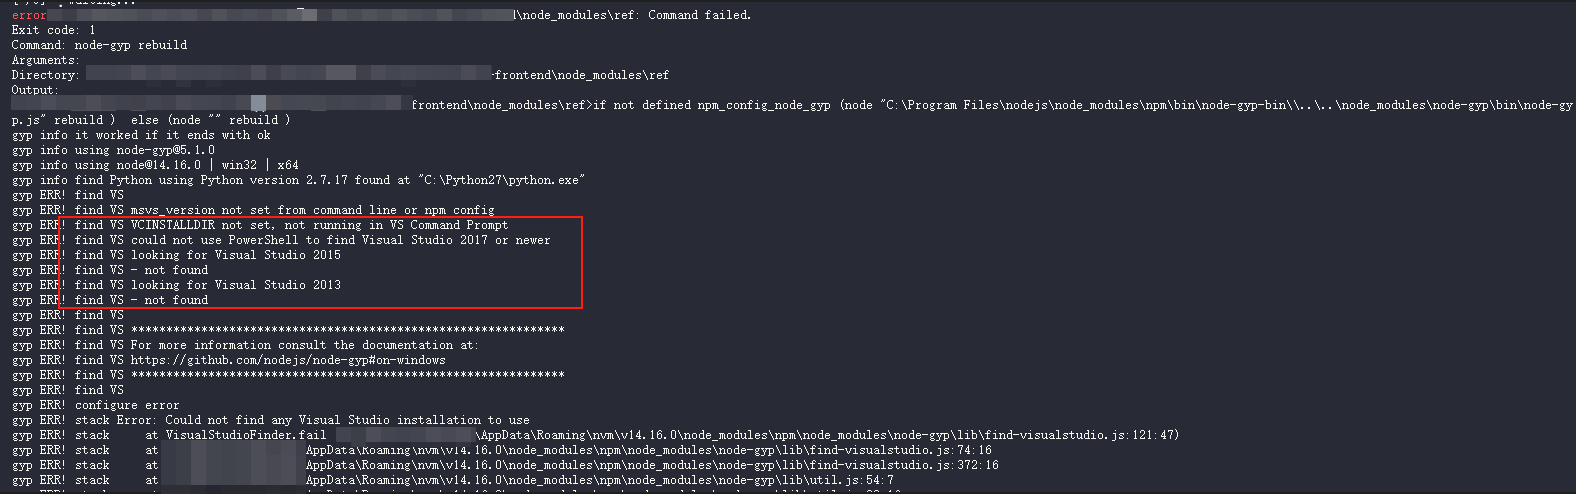 error l\node_modules\ref: Command failed.
Exit code: 1
Command: node-gyp rebuild
Arguments:
Directory: -frontend\node_modules\ref
Output:
frontend\node_modules\ref>if not defined npm_config_node_gyp (node "C:\Program Files\nodejs\node_modules\npm\bin\node-gyp-bin\\..\..\node_modules\node-gyp\bin\node-gy
p.js" rebuild )  else (node "" rebuild )
gyp info it worked if it ends with ok
gyp info using node-gyp@5.1.0
gyp info using node@14.16.0 | win32 | x64
gyp info find Python using Python version 2.7.17 found at "C:\Python27\python.exe"
gyp ERR! find VS
gyp ERR! find VS msvs_version not set from command line or npm config
gyp ERR! find VS VCINSTALLDIR not set, not running in VS Command Prompt
gyp ERR! find VS could not use PowerShell to find Visual Studio 2017 or newer
gyp ERR! find VS looking for Visual Studio 2015
gyp ERR! find VS - not found
gyp ERR! find VS looking for Visual Studio 2013
gyp ERR! find VS - not found
gyp ERR! find VS
gyp ERR! find VS **************************************************************
gyp ERR! find VS For more information consult the documentation at:
gyp ERR! find VS https://github.com/nodejs/node-gyp#on-windows
gyp ERR! find VS **************************************************************
gyp ERR! find VS
gyp ERR! configure error
gyp ERR! stack Error: Could not find any Visual Studio installation to use
gyp ERR! stack     at VisualStudioFinder.fail \AppData\Roaming\nvm\v14.16.0\node_modules\npm\node_modules\node-gyp\lib\find-visualstudio.js:121:47)
gyp ERR! stack     at AppData\Roaming\nvm\v14.16.0\node_modules\npm\node_modules\node-gyp\lib\find-visualstudio.js:74:16
gyp ERR! stack     at AppData\Roaming\nvm\v14.16.0\node_modules\npm\node_modules\node-gyp\lib\find-visualstudio.js:372:16
gyp ERR! stack     at AppData\Roaming\nvm\v14.16.0\node_modules\npm\node_modules\node-gyp\lib\util.js:54:7